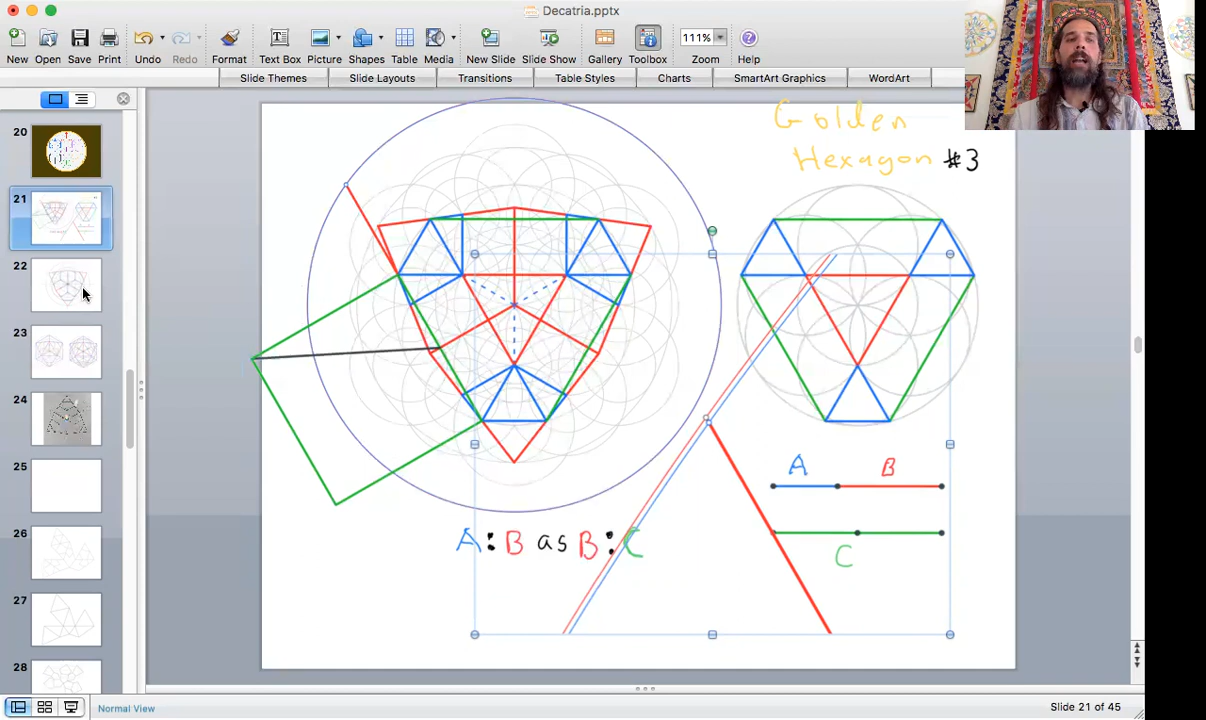 Decatria.pptx
New Open Save Print Undo Redo Format Text Box Picture Shapes Table Media New Slide Slide Show Gallery Toolbox Zoom Help
111%
Slide Themes Slide Layouts Transitions Table Styles Charts SmartArt Graphics WordArt
20
21
22
23
24
25
26
27
28
Golden
Hexagon #3
A B
C
A:B as B:C
Normal View
Slide 21 of 45